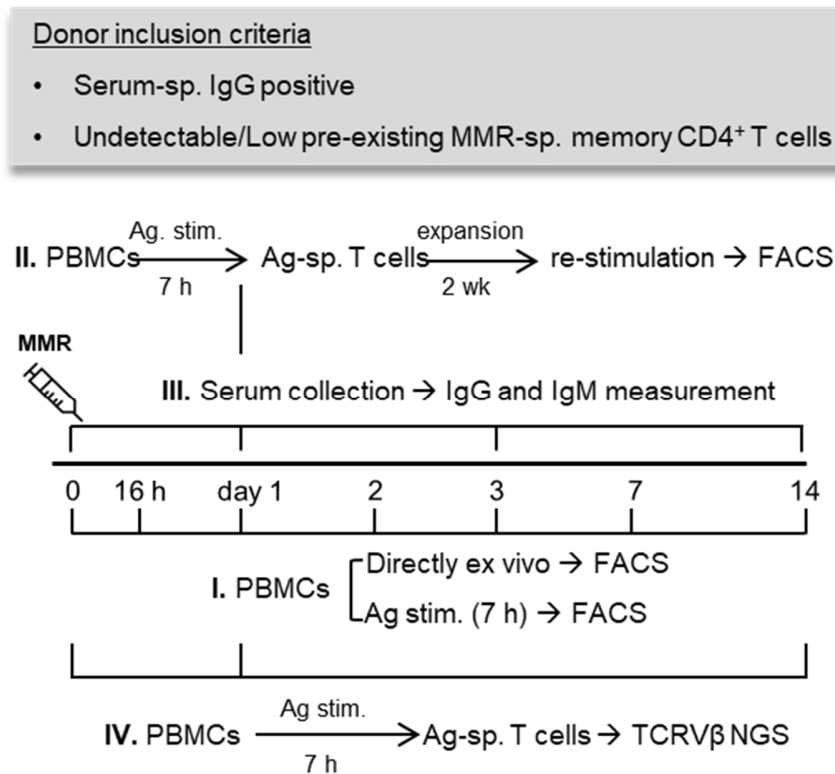 Donor inclusion criteria
• Serum-sp. IgG positive
• Undetectable/Low pre-existing MMR-sp. memory CD4⁺ T cells
Ag. stim.
expansion
II. PBMCs → Ag-sp. T cells → re-stimulation → FACS
7 h
2 wk
MMR
III. Serum collection → IgG and IgM measurement
0 16 h day 1 2 3 7 14
Directly ex vivo → FACS
I. PBMCs
Ag stim. (7 h) → FACS
Ag stim.
IV. PBMCs → Ag-sp. T cells → TCRVβ NGS
7 h